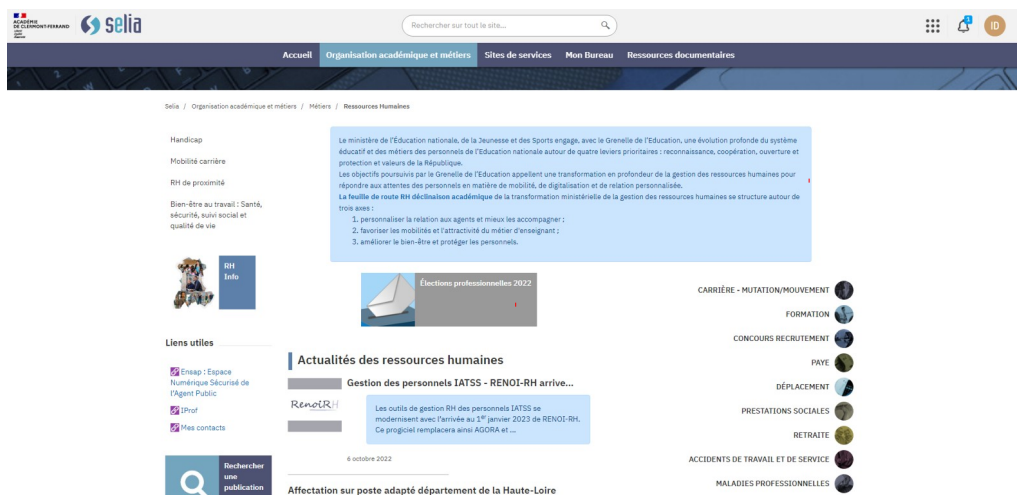 ACADÉMIE
DE CLERMONT-FERRAND
selia
Rechercher sur tout le site...
1
ID
Accueil
Organisation académique et métiers
Sites de services
Mon Bureau
Ressources documentaires
Selia / Organisation académique et métiers / Métiers / Ressources Humaines
Handicap
Mobilité carrière
RH de proximité
Bien-être au travail : Santé,
sécurité, suivi social et
qualité de vie
RH
Info
Liens utiles
Ensap : Espace
Numérique Sécurisé de
l'Agent Public
IProf
Mes contacts
Rechercher
une
publication
Le ministère de l'Éducation nationale, de la Jeunesse et des Sports engage, avec le Grenelle de l'Education, une évolution profonde du système
éducatif et des métiers des personnels de l'Éducation nationale autour de quatre leviers prioritaires : reconnaissance, coopération, ouverture et
protection et valeurs de la République.
Les objectifs poursuivis par le Grenelle de l'Éducation appellent une transformation en profondeur de la gestion des ressources humaines pour
répondre aux attentes des personnels en matière de mobilité, de digitalisation et de relation personnalisée.
La feuille de route RH déclinaison académique de la transformation ministérielle de la gestion des ressources humaines se structure autour de
trois axes :
1. personnaliser la relation aux agents et mieux les accompagner ;
2. favoriser les mobilités et l'attractivité du métier d'enseignant ;
3. améliorer le bien-être et protéger les personnels.
Élections professionnelles 2022
Actualités des ressources humaines
Gestion des personnels IATSS - RENOI-RH arrive...
RenoiRH
Les outils de gestion RH des personnels IATSS se
modernisent avec l'arrivée au 1er janvier 2023 de RENOI-RH.
Ce progiciel remplacera ainsi AGORA et ...
6 octobre 2022
Affectation sur poste adapté département de la Haute-Loire
CARRIÈRE - MUTATION/MOUVEMENT
FORMATION
CONCOURS RECRUTEMENT
PAYE
DÉPLACEMENT
PRESTATIONS SOCIALES
RETRAITE
ACCIDENTS DE TRAVAIL ET DE SERVICE
MALADIES PROFESSIONNELLES